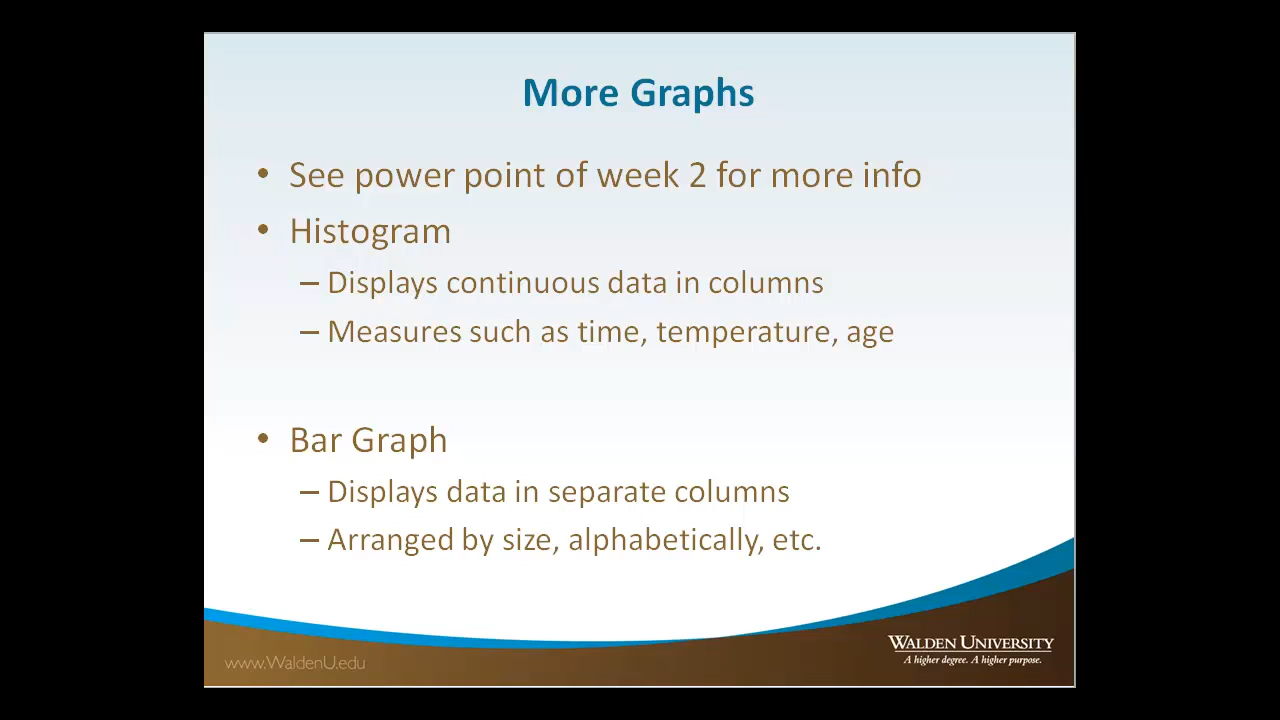 More Graphs
• See power point of week 2 for more info
• Histogram
– Displays continuous data in columns
– Measures such as time, temperature, age
• Bar Graph
– Displays data in separate columns
– Arranged by size, alphabetically, etc.
WALDEN UNIVERSITY
A higher degree. A higher purpose.
www.WaldenU.edu